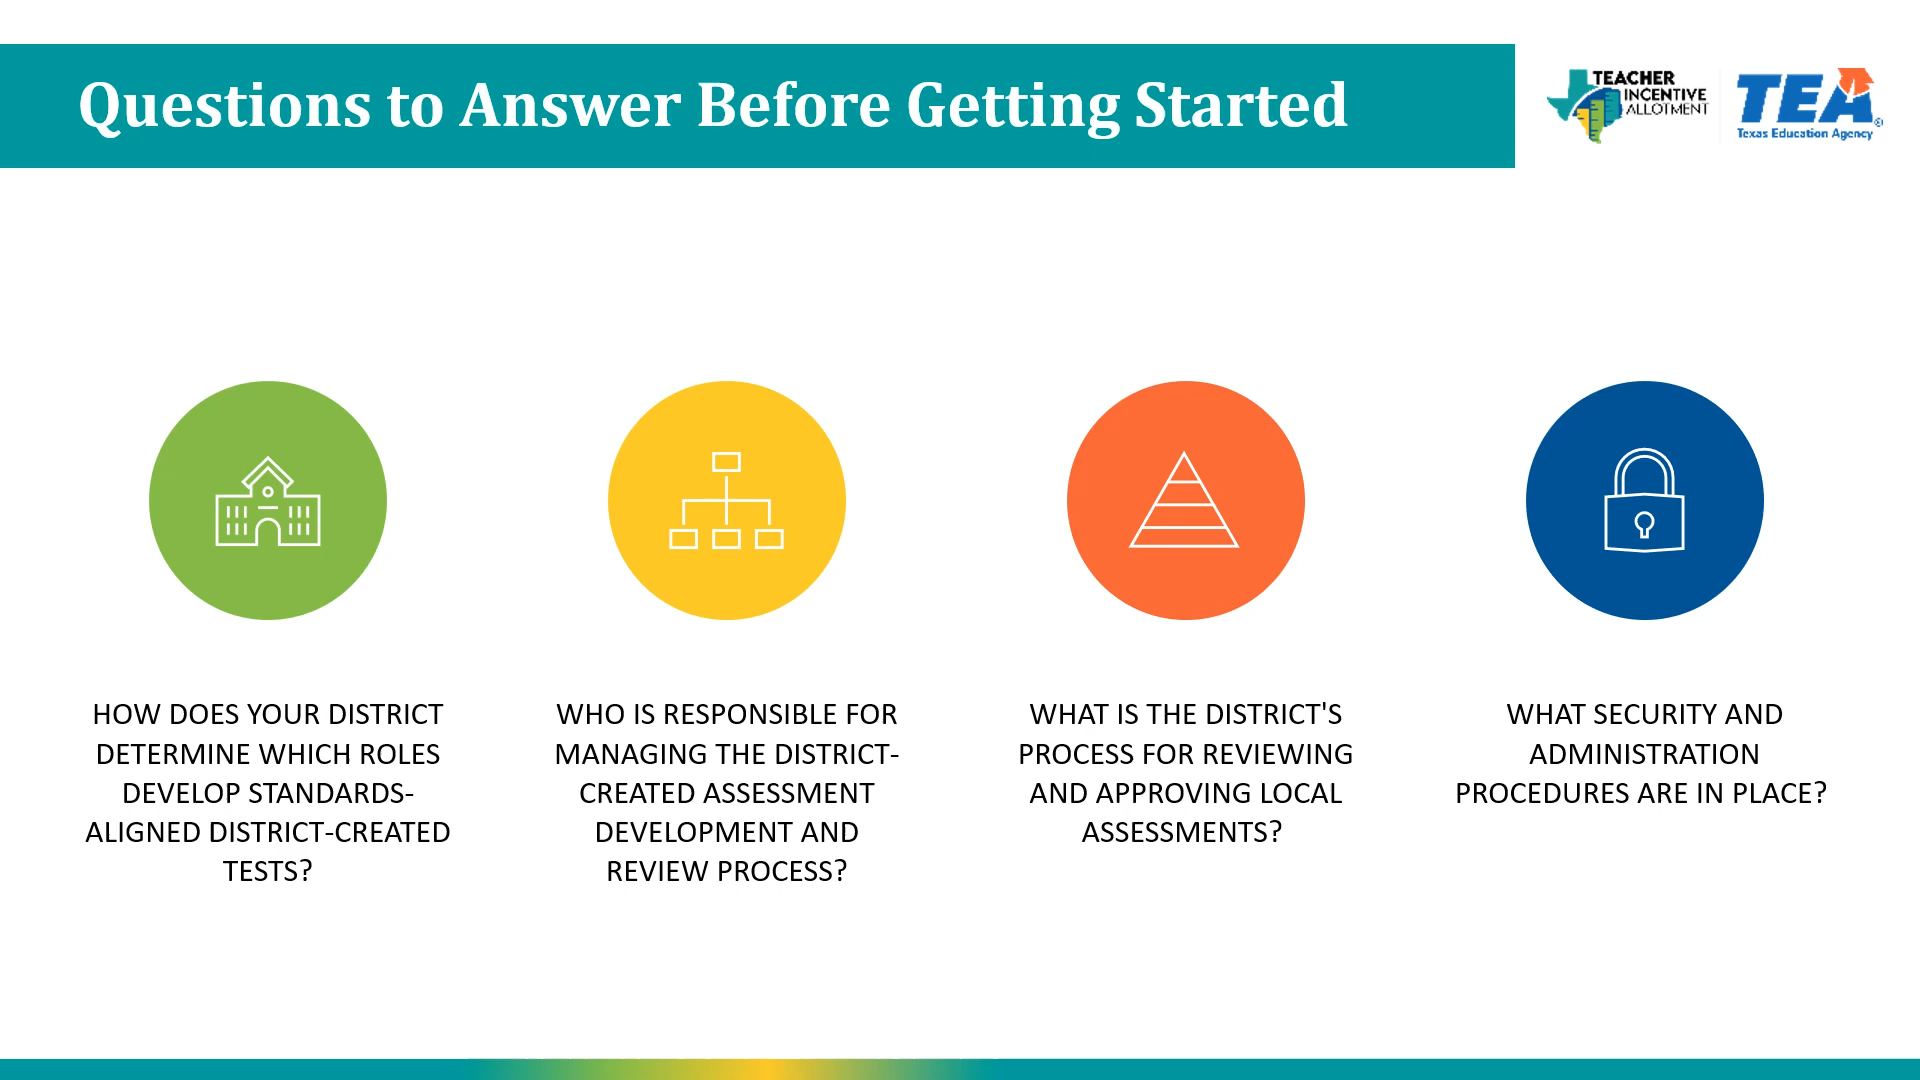 Questions to Answer Before Getting Started
TEACHER
INCENTIVE
ALLOTMENT
TEA®
Texas Education Agency
HOW DOES YOUR DISTRICT
DETERMINE WHICH ROLES
DEVELOP STANDARDS-
ALIGNED DISTRICT-CREATED
TESTS?
WHO IS RESPONSIBLE FOR
MANAGING THE DISTRICT-
CREATED ASSESSMENT
DEVELOPMENT AND
REVIEW PROCESS?
WHAT IS THE DISTRICT'S
PROCESS FOR REVIEWING
AND APPROVING LOCAL
ASSESSMENTS?
WHAT SECURITY AND
ADMINISTRATION
PROCEDURES ARE IN PLACE?